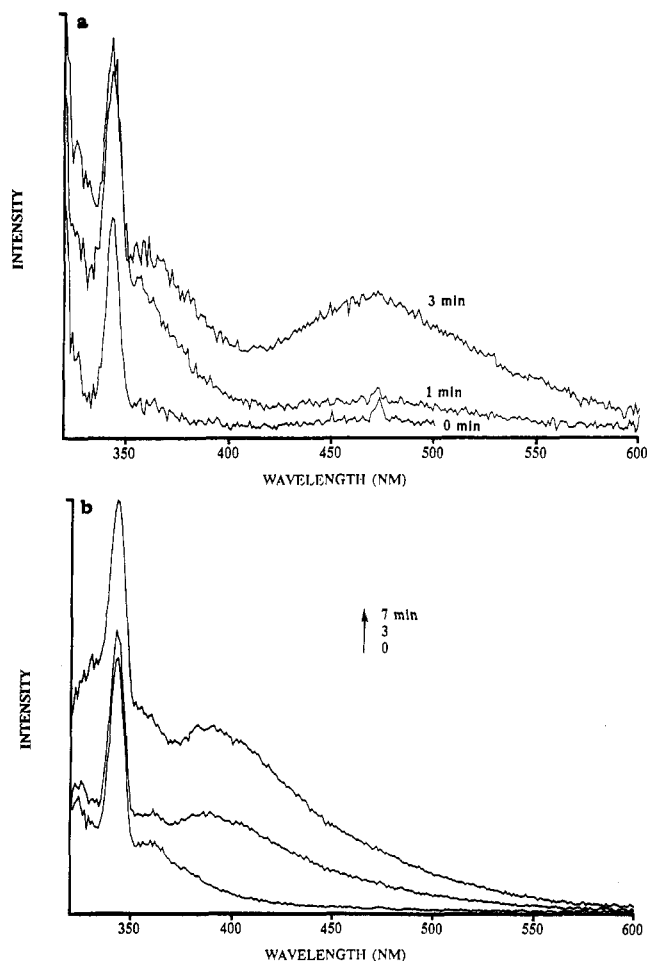 a
INTENSITY
3 min
1 min
0 min
350 400 450 500 550 600
WAVELENGTH (NM)
b
7 min
3
0
INTENSITY
350 400 450 500 550 600
WAVELENGTH (NM)